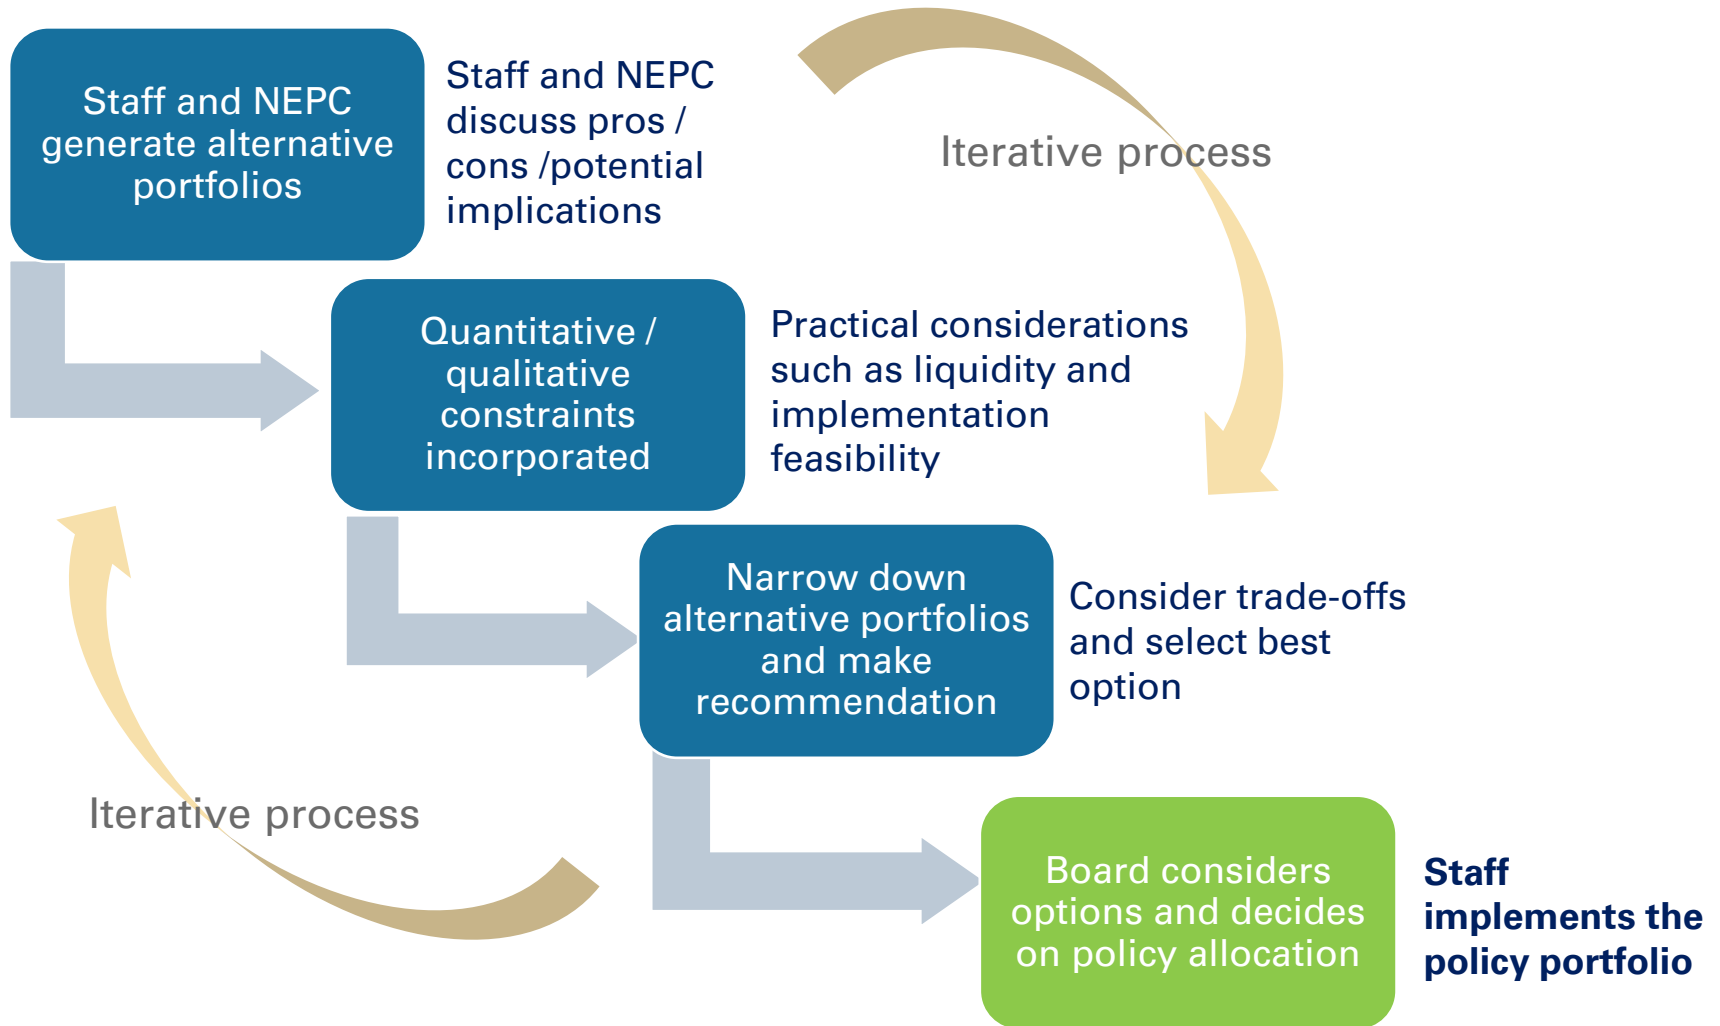 Staff and NEPC
generate alternative
portfolios
Staff and NEPC
discuss pros /
cons /potential
implications
Iterative process
Quantitative /
qualitative
constraints
incorporated
Practical considerations
such as liquidity and
implementation
feasibility
Narrow down
alternative portfolios
and make
recommendation
Consider trade-offs
and select best
option
Iterative process
Board considers
options and decides
on policy allocation
Staff
implements the
policy portfolio